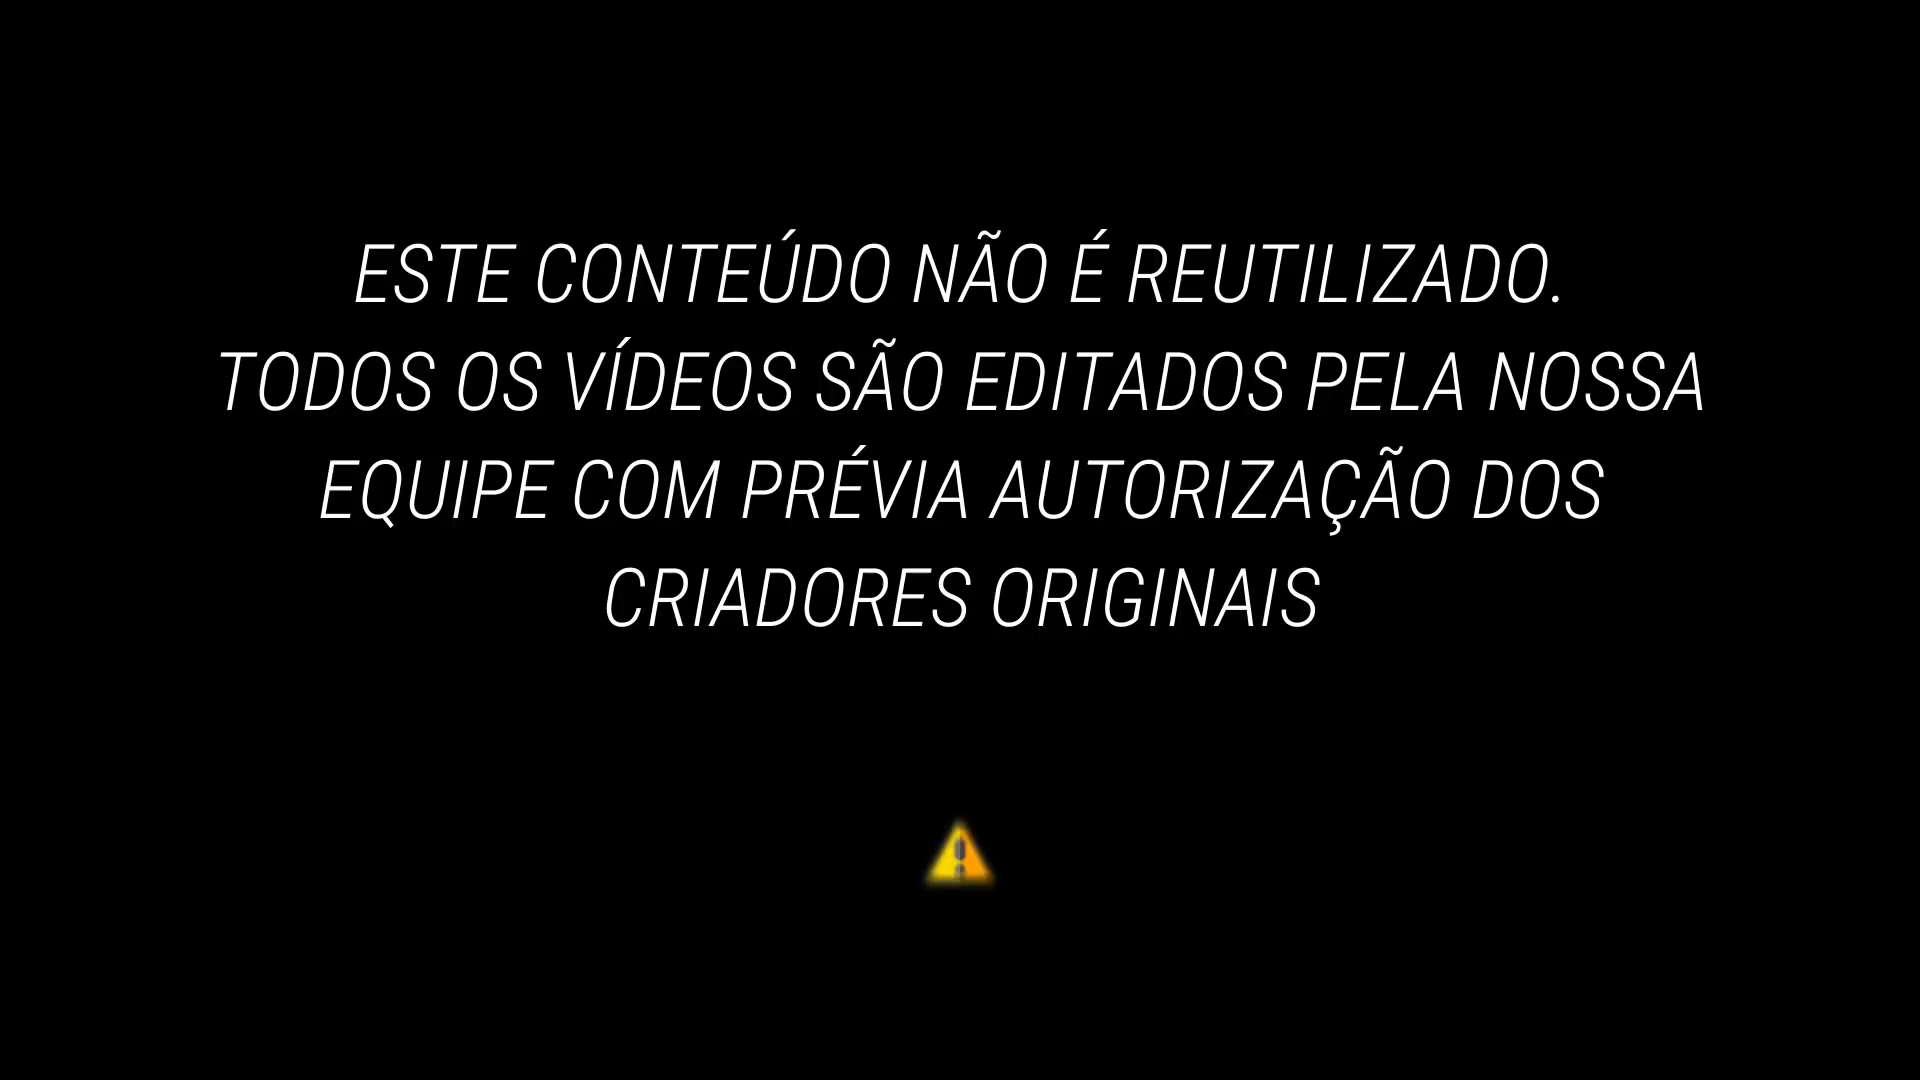 ESTE CONTEÚDO NÃO É REUTILIZADO.
TODOS OS VÍDEOS SÃO EDITADOS PELA NOSSA
EQUIPE COM PRÉVIA AUTORIZAÇÃO DOS
CRIADORES ORIGINAIS